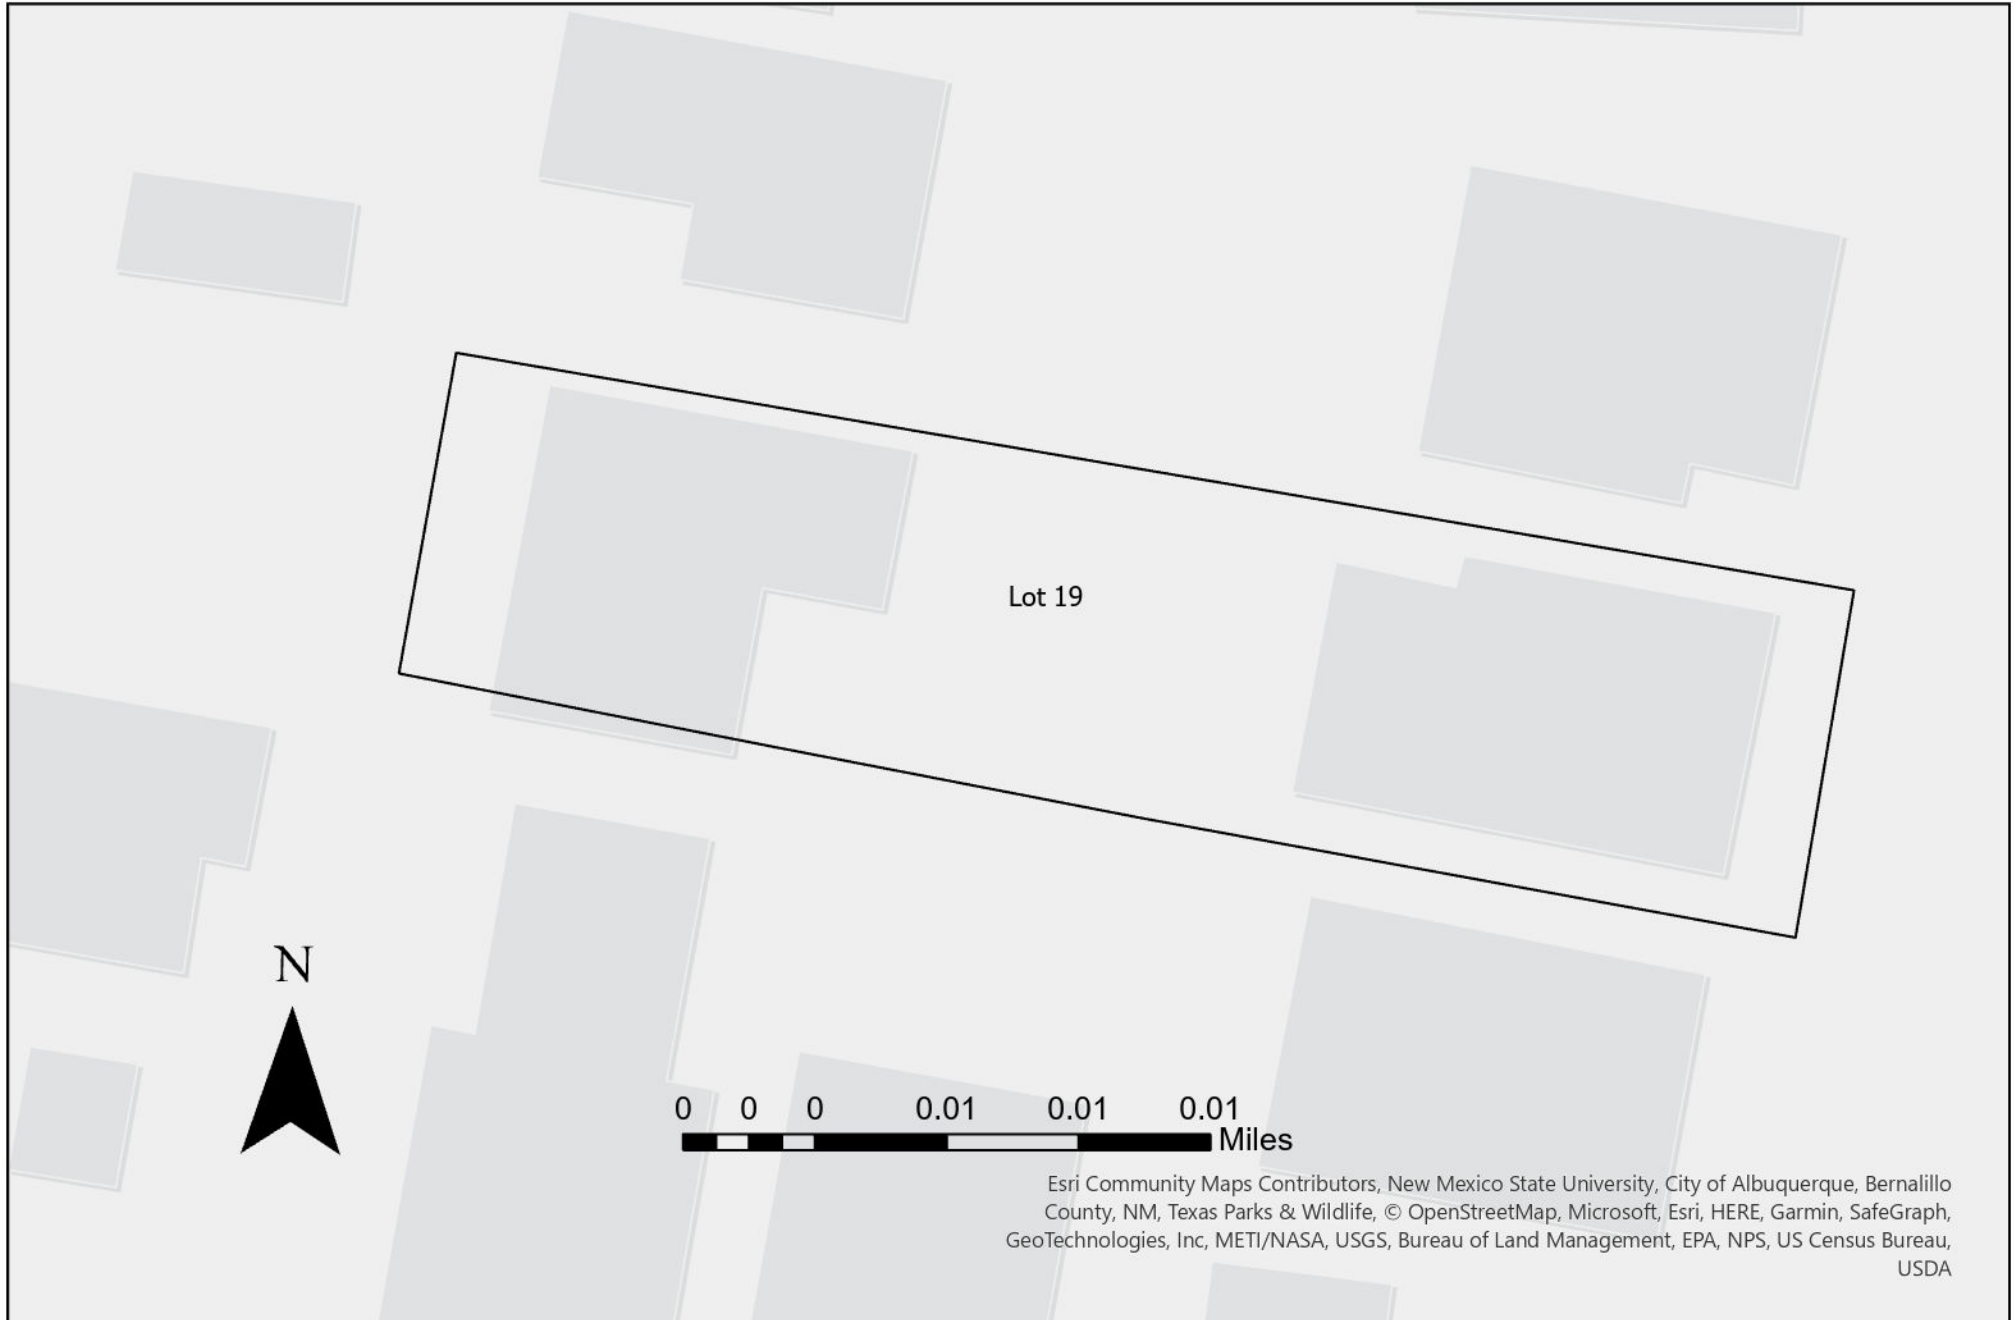 Lot 19
N
0 0 0 0.01 0.01 0.01
Miles
Esri Community Maps Contributors, New Mexico State University, City of Albuquerque, Bernalillo
County, NM, Texas Parks & Wildlife, © OpenStreetMap, Microsoft, Esri, HERE, Garmin, SafeGraph,
GeoTechnologies, Inc, METI/NASA, USGS, Bureau of Land Management, EPA, NPS, US Census Bureau,
USDA